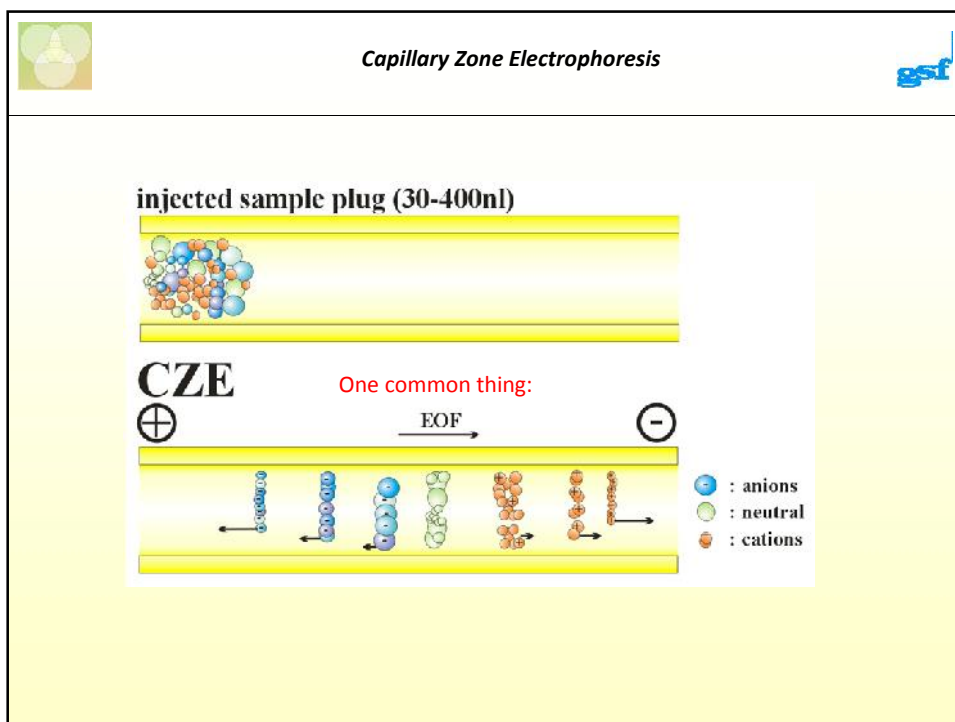 Capillary Zone Electrophoresis
gsf
injected sample plug (30-400nl)
CZE
One common thing:
+
EOF
-
- : anions
: neutral
: cations